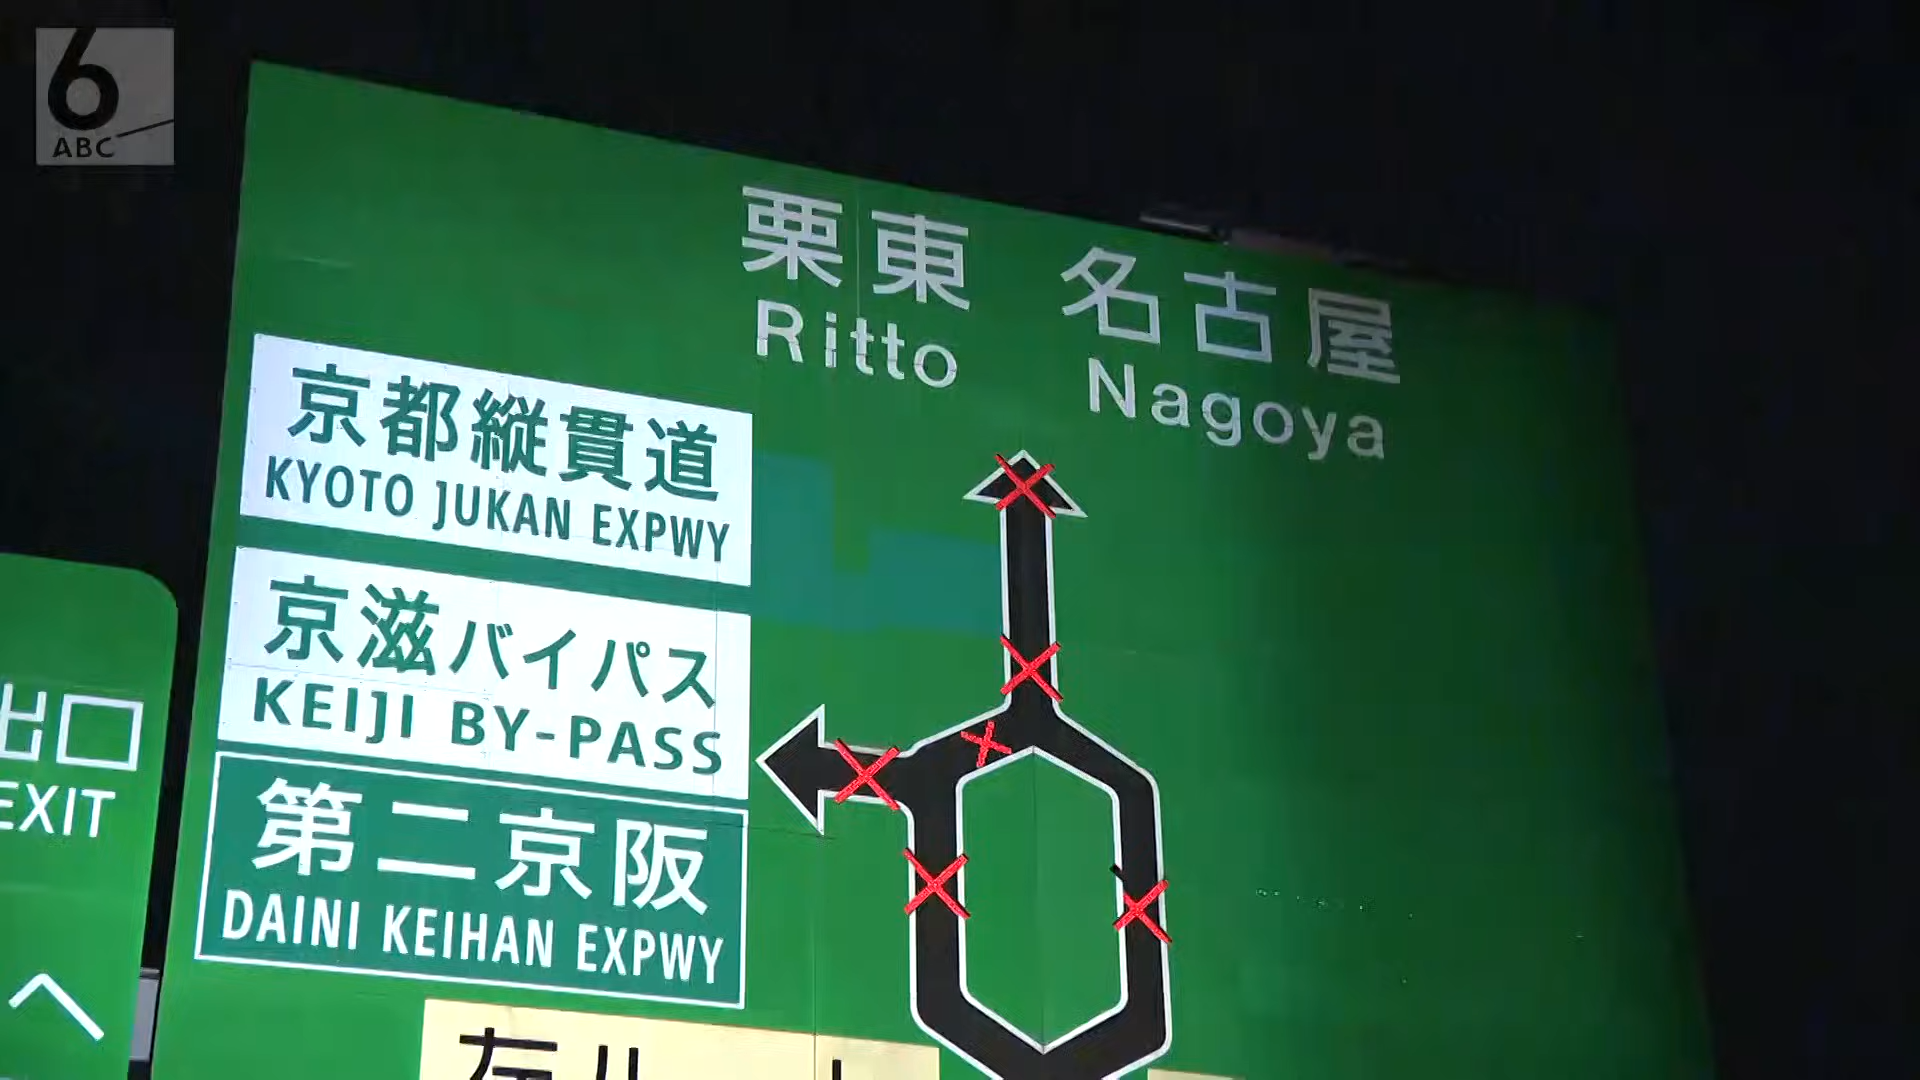 6
ABC
栗東 名古屋
Ritto Nagoya
京都縦貫道
KYOTO JUKAN EXPWY
京滋バイパス
KEIJI BY-PASS
第二京阪
DAINI KEIHAN EXPWY
出口
EXIT
へ